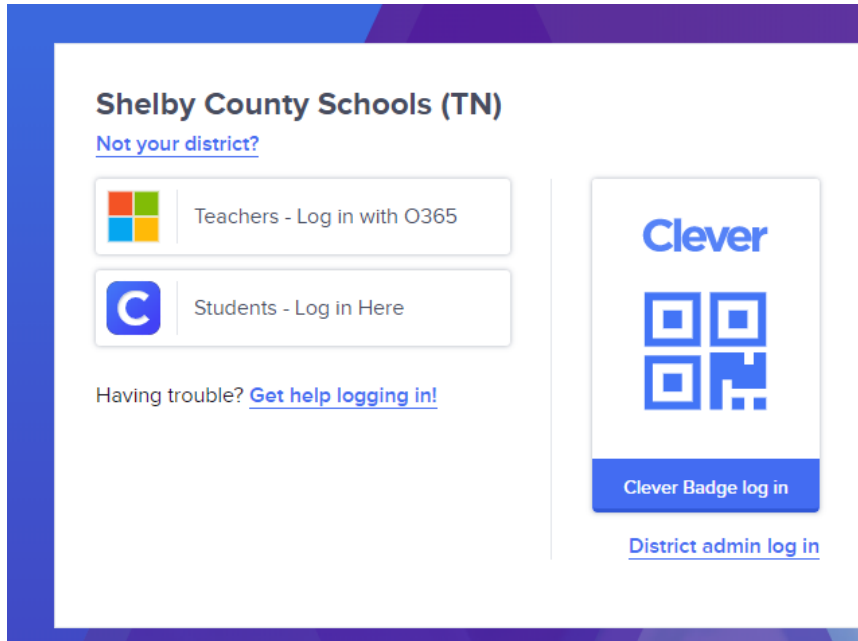 Shelby County Schools (TN)
Not your district?
Teachers - Log in with O365
Students - Log in Here
Having trouble? Get help logging in!
Clever
Clever Badge log in
District admin log in